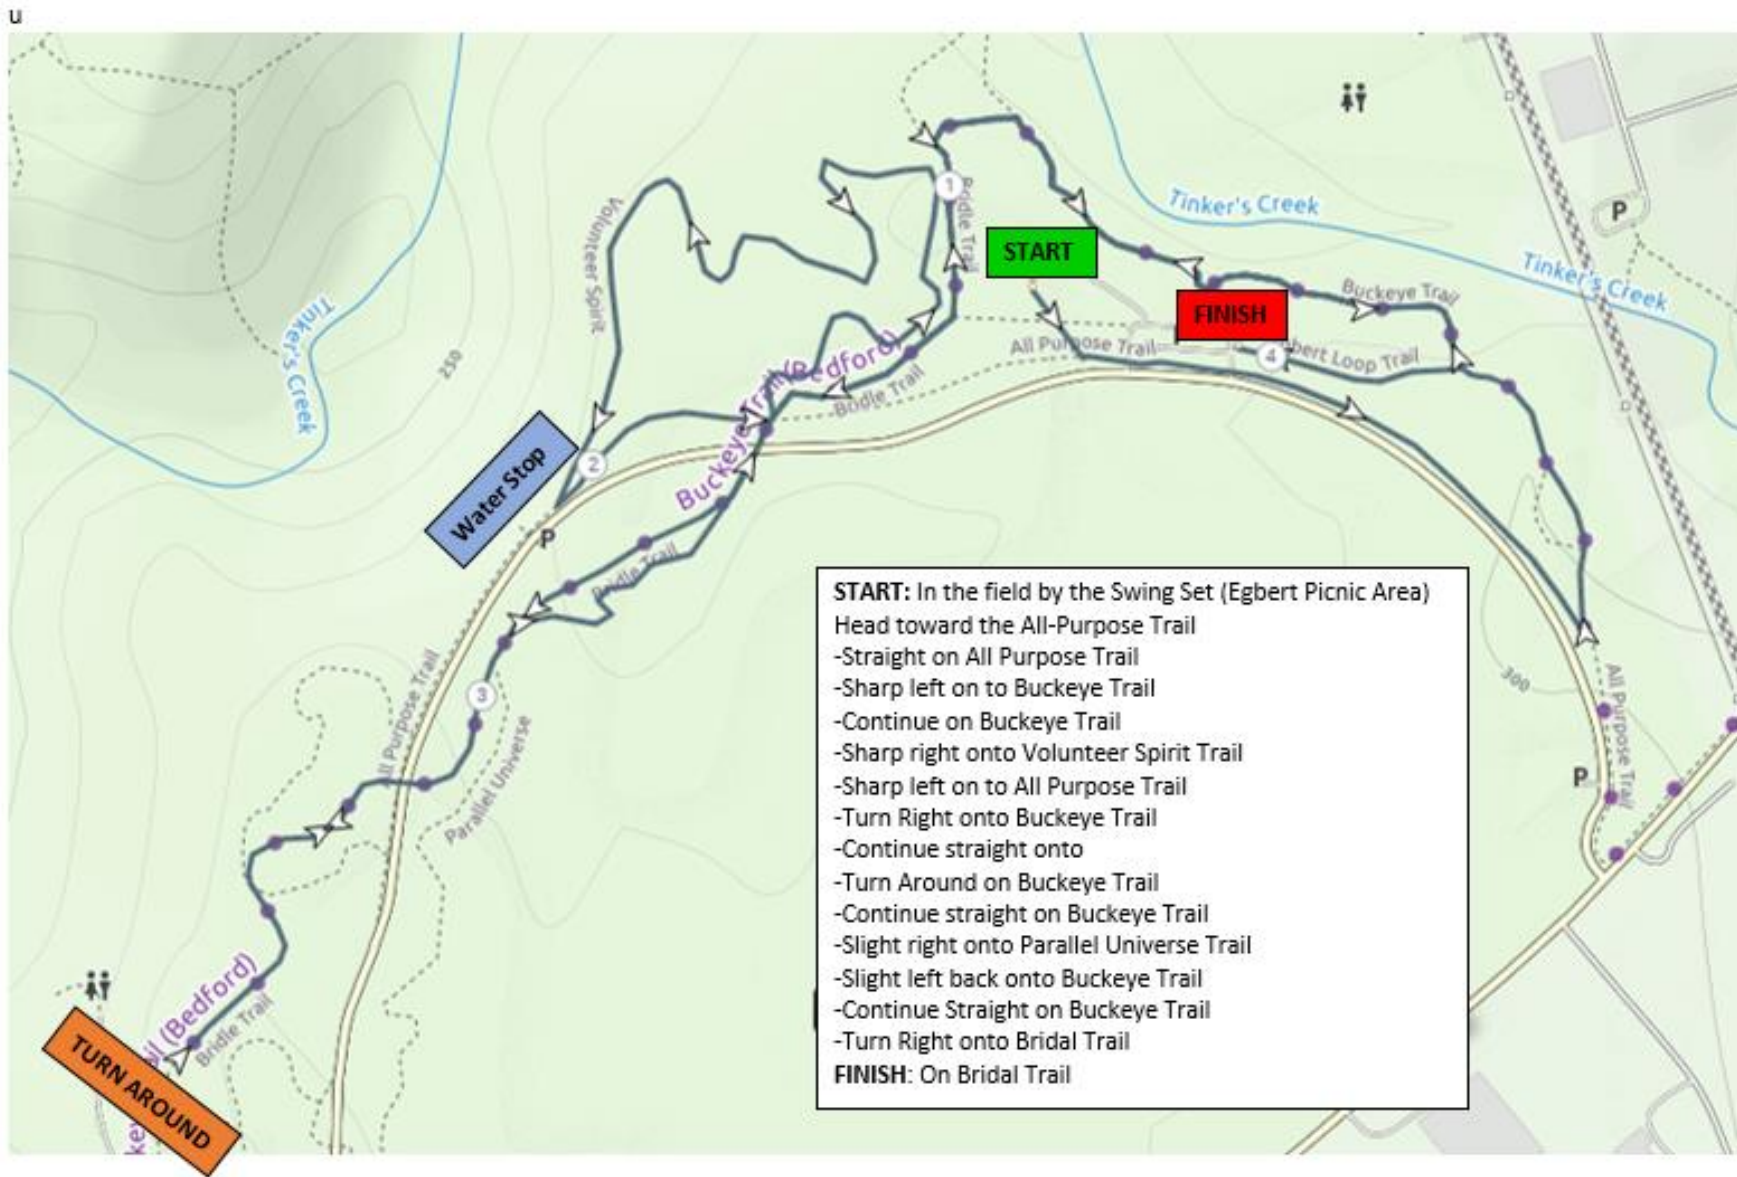 u
Tinker's Creek
Tinker's Creek
P
START
FINISH
Buckeye Trail
1
Bridle Trail
Volunteer Spirit
Tinker's Creek
250
All Purpose Trail
4
Egbert Loop Trail
Bridle Trail
Buckeye Trail (Bedford)
2
Water Stop
P
Bridle Trail
3
All Purpose Trail
Parallel Universe
300
All Purpose Trail
P
(Bedford)
Bridle Trail
TURN AROUND
START: In the field by the Swing Set (Egbert Picnic Area)
Head toward the All-Purpose Trail
-Straight on All Purpose Trail
-Sharp left on to Buckeye Trail
-Continue on Buckeye Trail
-Sharp right onto Volunteer Spirit Trail
-Sharp left on to All Purpose Trail
-Turn Right onto Buckeye Trail
-Continue straight onto
-Turn Around on Buckeye Trail
-Continue straight on Buckeye Trail
-Slight right onto Parallel Universe Trail
-Slight left back onto Buckeye Trail
-Continue Straight on Buckeye Trail
-Turn Right onto Bridal Trail
FINISH: On Bridal Trail